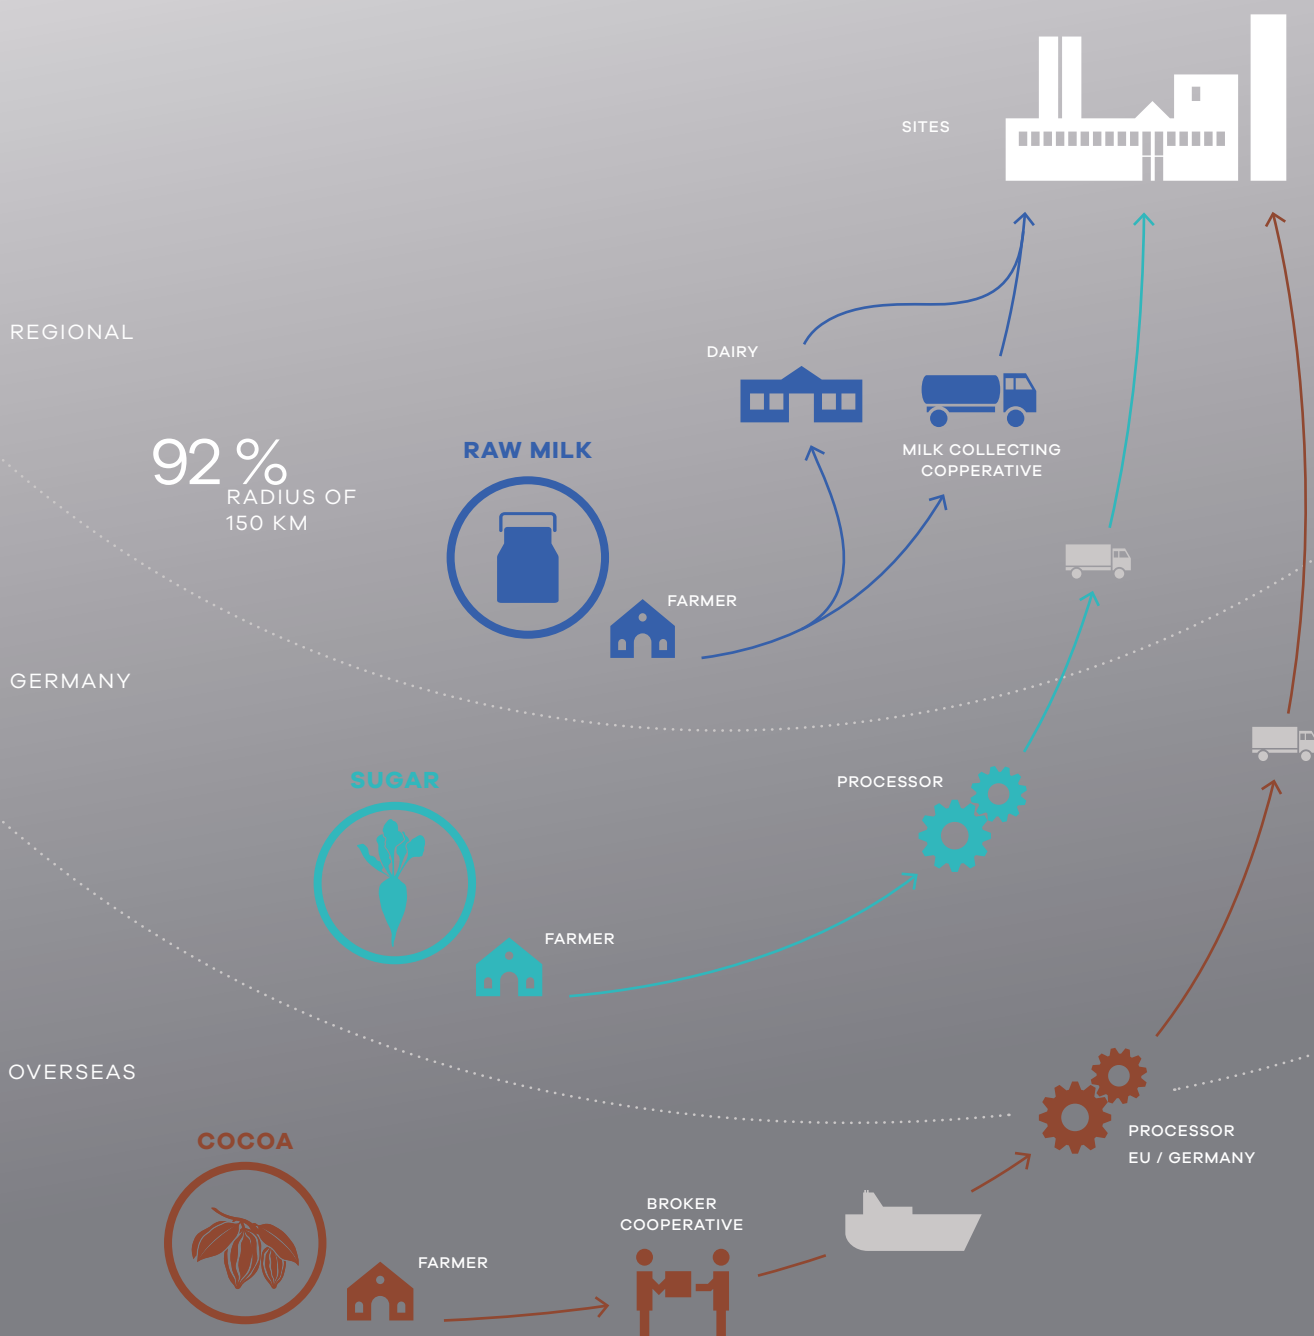 SITES
REGIONAL
DAIRY
92 %
RADIUS OF
150 KM
RAW MILK
MILK COLLECTING
COPPERATIVE
FARMER
GERMANY
SUGAR
PROCESSOR
FARMER
OVERSEAS
COCOA
PROCESSOR
EU / GERMANY
BROKER
COOPERATIVE
FARMER